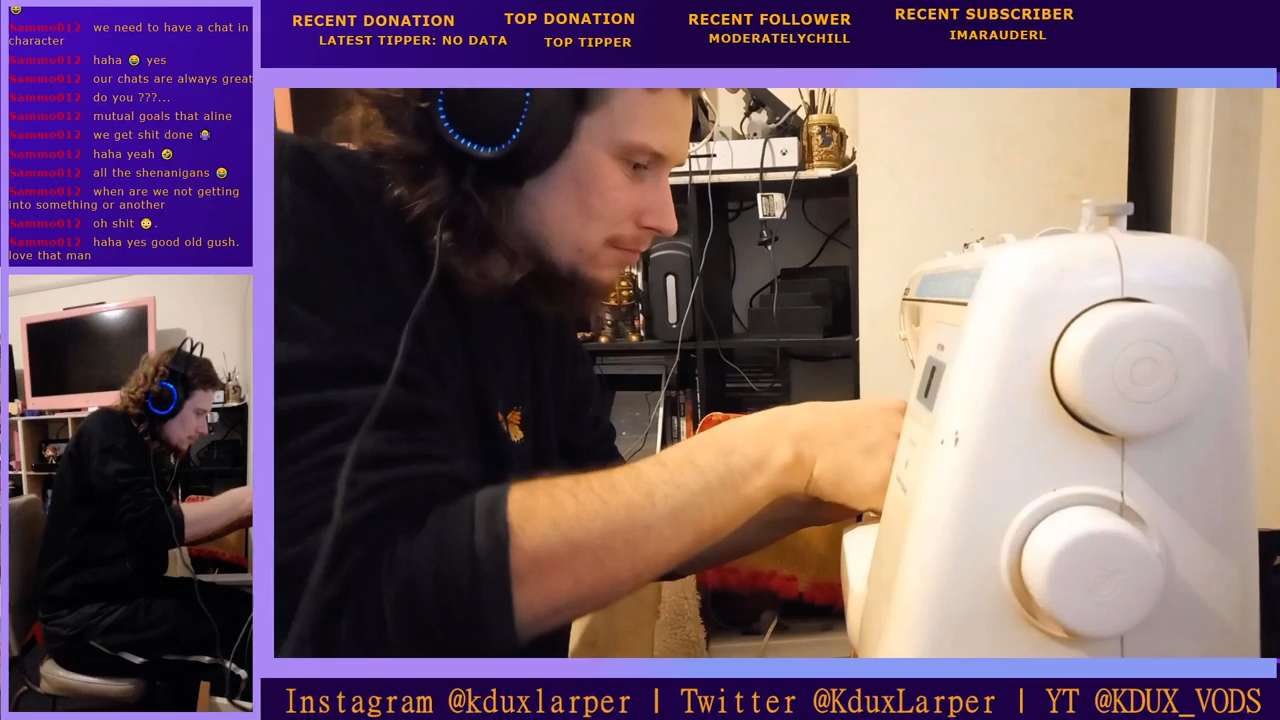 Sammo012 we need to have a chat in
character
Sammo012 haha 😅 yes
Sammo012 our chats are always great
Sammo012 do you ???...
Sammo012 mutual goals that aline
Sammo012 we get shit done 🤷
Sammo012 haha yeah 🤣
Sammo012 all the shenanigans 😅
Sammo012 when are we not getting
into something or another
Sammo012 oh shit 😳.
Sammo012 haha yes good old gush.
love that man
RECENT DONATION
LATEST TIPPER: NO DATA
TOP DONATION
TOP TIPPER
RECENT FOLLOWER
MODERATELYCHILL
RECENT SUBSCRIBER
IMARAUDERL
Instagram @kduxlarper | Twitter @KduxLarper | YT @KDUX_VODS